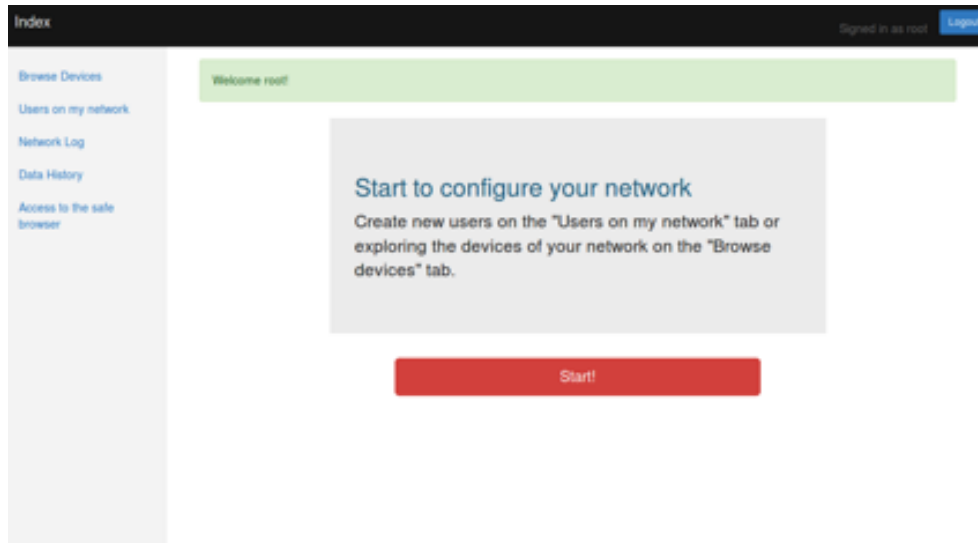 Index
Signed in as root
Logout
Browse Devices
Users on my network
Network Log
Data History
Access to the safe
browser
Welcome root!
Start to configure your network
Create new users on the "Users on my network" tab or
exploring the devices of your network on the "Browse
devices" tab.
Start!